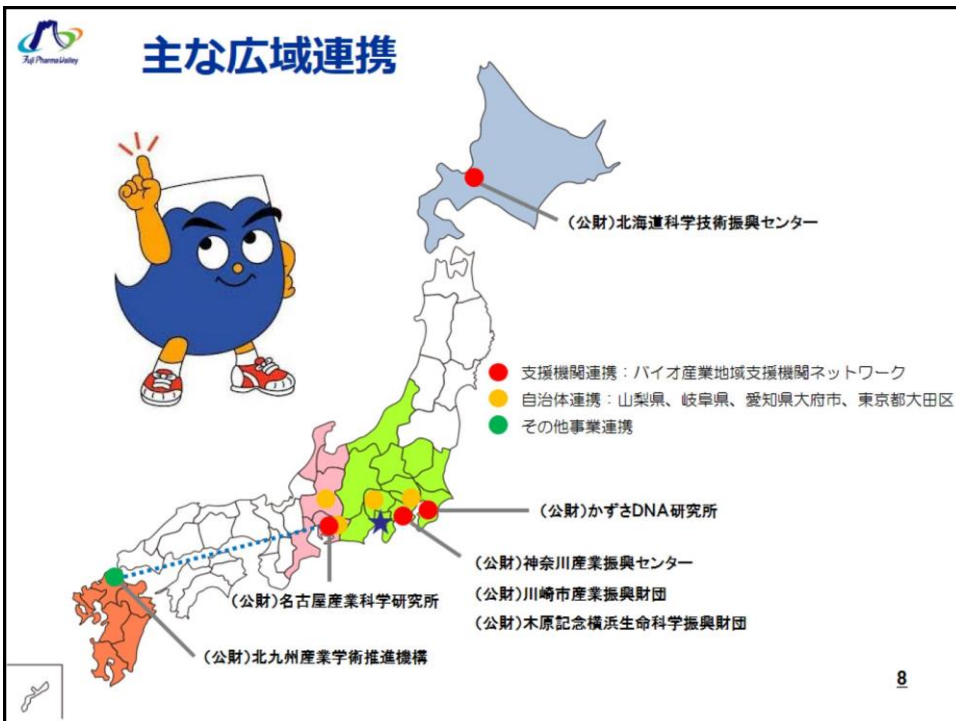 Fuji Pharma Valley
主な広域連携
(公財)北海道科学技術振興センター
支援機関連携：バイオ産業地域支援機関ネットワーク
自治体連携：山梨県、岐阜県、愛知県大府市、東京都大田区
その他事業連携
(公財)かずさDNA研究所
(公財)神奈川産業振興センター
(公財)川崎市産業振興財団
(公財)木原記念横浜生命科学振興財団
(公財)名古屋産業科学研究所
(公財)北九州産業学術推進機構
8